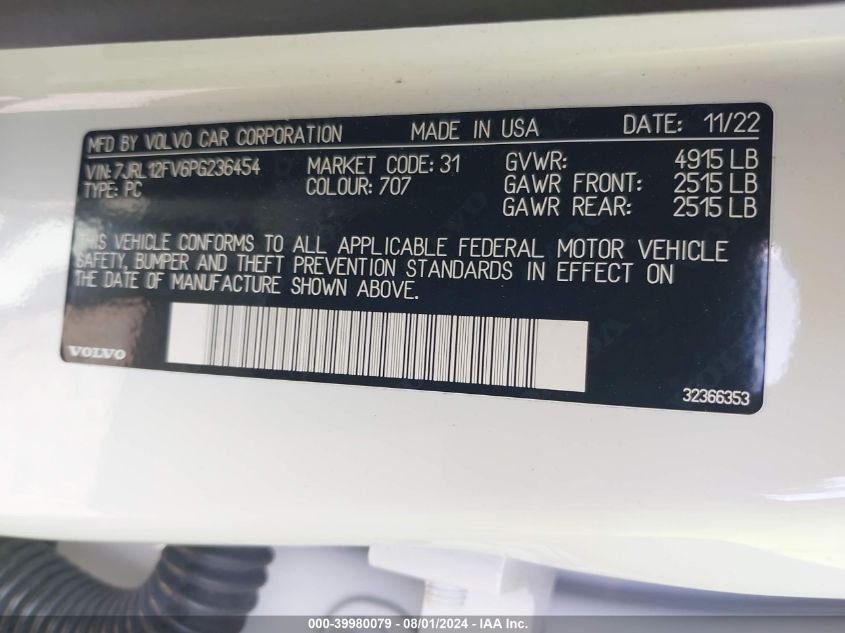 MFD BY VOLVO CAR CORPORATION MADE IN USA DATE: 11/22
VIN: 7JRL12FV6PG236454 MARKET CODE: 31 GVWR: 4915 LB
TYPE: PC COLOUR: 707 GAWR FRONT: 2515 LB
GAWR REAR: 2515 LB
THIS VEHICLE CONFORMS TO ALL APPLICABLE FEDERAL MOTOR VEHICLE
SAFETY, BUMPER AND THEFT PREVENTION STANDARDS IN EFFECT ON
THE DATE OF MANUFACTURE SHOWN ABOVE.
VOLVO
32366353
000-39980079 - 08/01/2024 - IAA Inc.